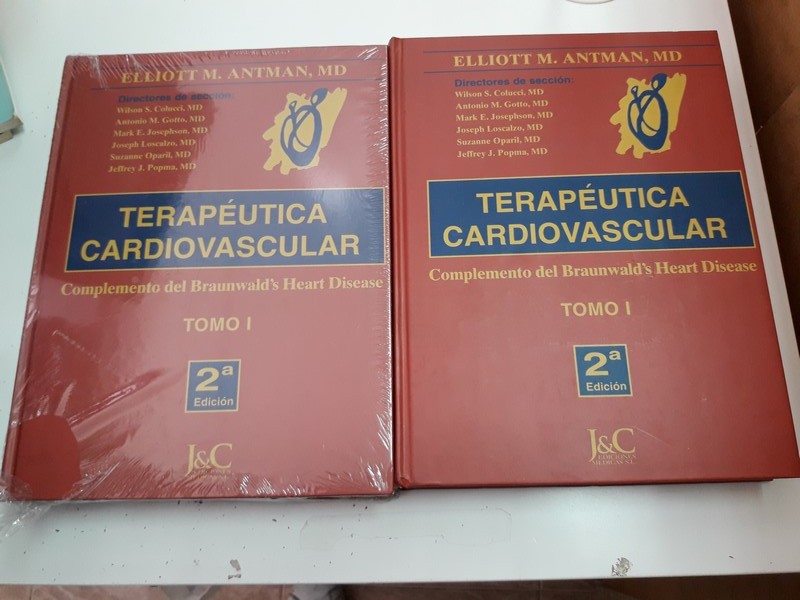 ELLIOTT M. ANTMAN, MD
Directores de sección:
Wilson S. Colucci, MD
Antonio M. Gotto, MD
Mark E. Josephson, MD
Joseph Loscalzo, MD
Suzanne Oparil, MD
Jeffrey J. Popma, MD
TERAPÉUTICA
CARDIOVASCULAR
Complemento del Braunwald's Heart Disease
TOMO I
2ª
Edición
J&C
EDICIONES
MEDICAS S.L.
ELLIOTT M. ANTMAN, MD
Directores de sección:
Wilson S. Colucci, MD
Antonio M. Gotto, MD
Mark E. Josephson, MD
Joseph Loscalzo, MD
Suzanne Oparil, MD
Jeffrey J. Popma, MD
TERAPÉUTICA
CARDIOVASCULAR
Complemento del Braunwald's Heart Disease
TOMO I
2ª
Edición
J&C
EDICIONES
MEDICAS S.L.